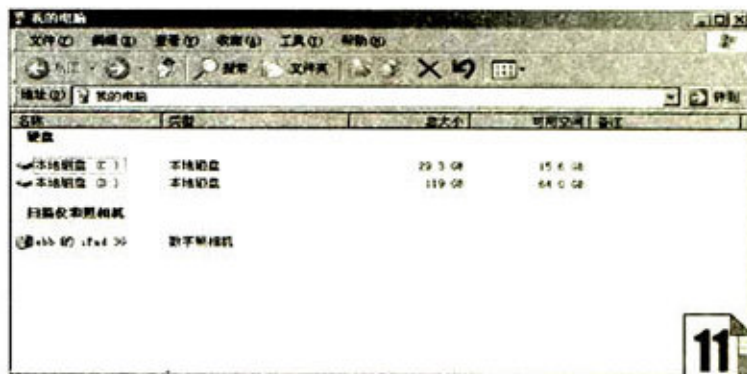 我的电脑
文件(F) 编辑(E) 查看(V) 收藏(A) 工具(T) 帮助(H)
搜索 文件夹
地址(D) 我的电脑 转到
名称 类型 总大小 可用空间 备注
硬盘
本地磁盘 本地磁盘 29.3 GB 15.6 GB
本地磁盘 (D:) 本地磁盘 119 GB 64.0 GB
扫描仪和照相机
的 iPad 数字照相机
11